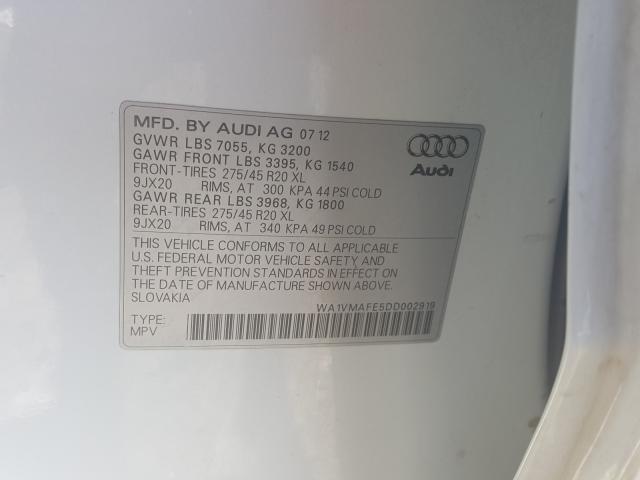 MFD. BY AUDI AG 07 12
GVWR LBS 7055, KG 3200
GAWR FRONT LBS 3395, KG 1540
FRONT-TIRES 275/45 R20 XL
9JX20 RIMS, AT 300 KPA 44 PSI COLD
GAWR REAR LBS 3968, KG 1800
REAR-TIRES 275/45 R20 XL
9JX20 RIMS, AT 340 KPA 49 PSI COLD
Audi
THIS VEHICLE CONFORMS TO ALL APPLICABLE
U.S. FEDERAL MOTOR VEHICLE SAFETY AND
THEFT PREVENTION STANDARDS IN EFFECT ON
THE DATE OF MANUFACTURE SHOWN ABOVE.
SLOVAKIA
WA1VMAFE5DD002919
TYPE:
MPV